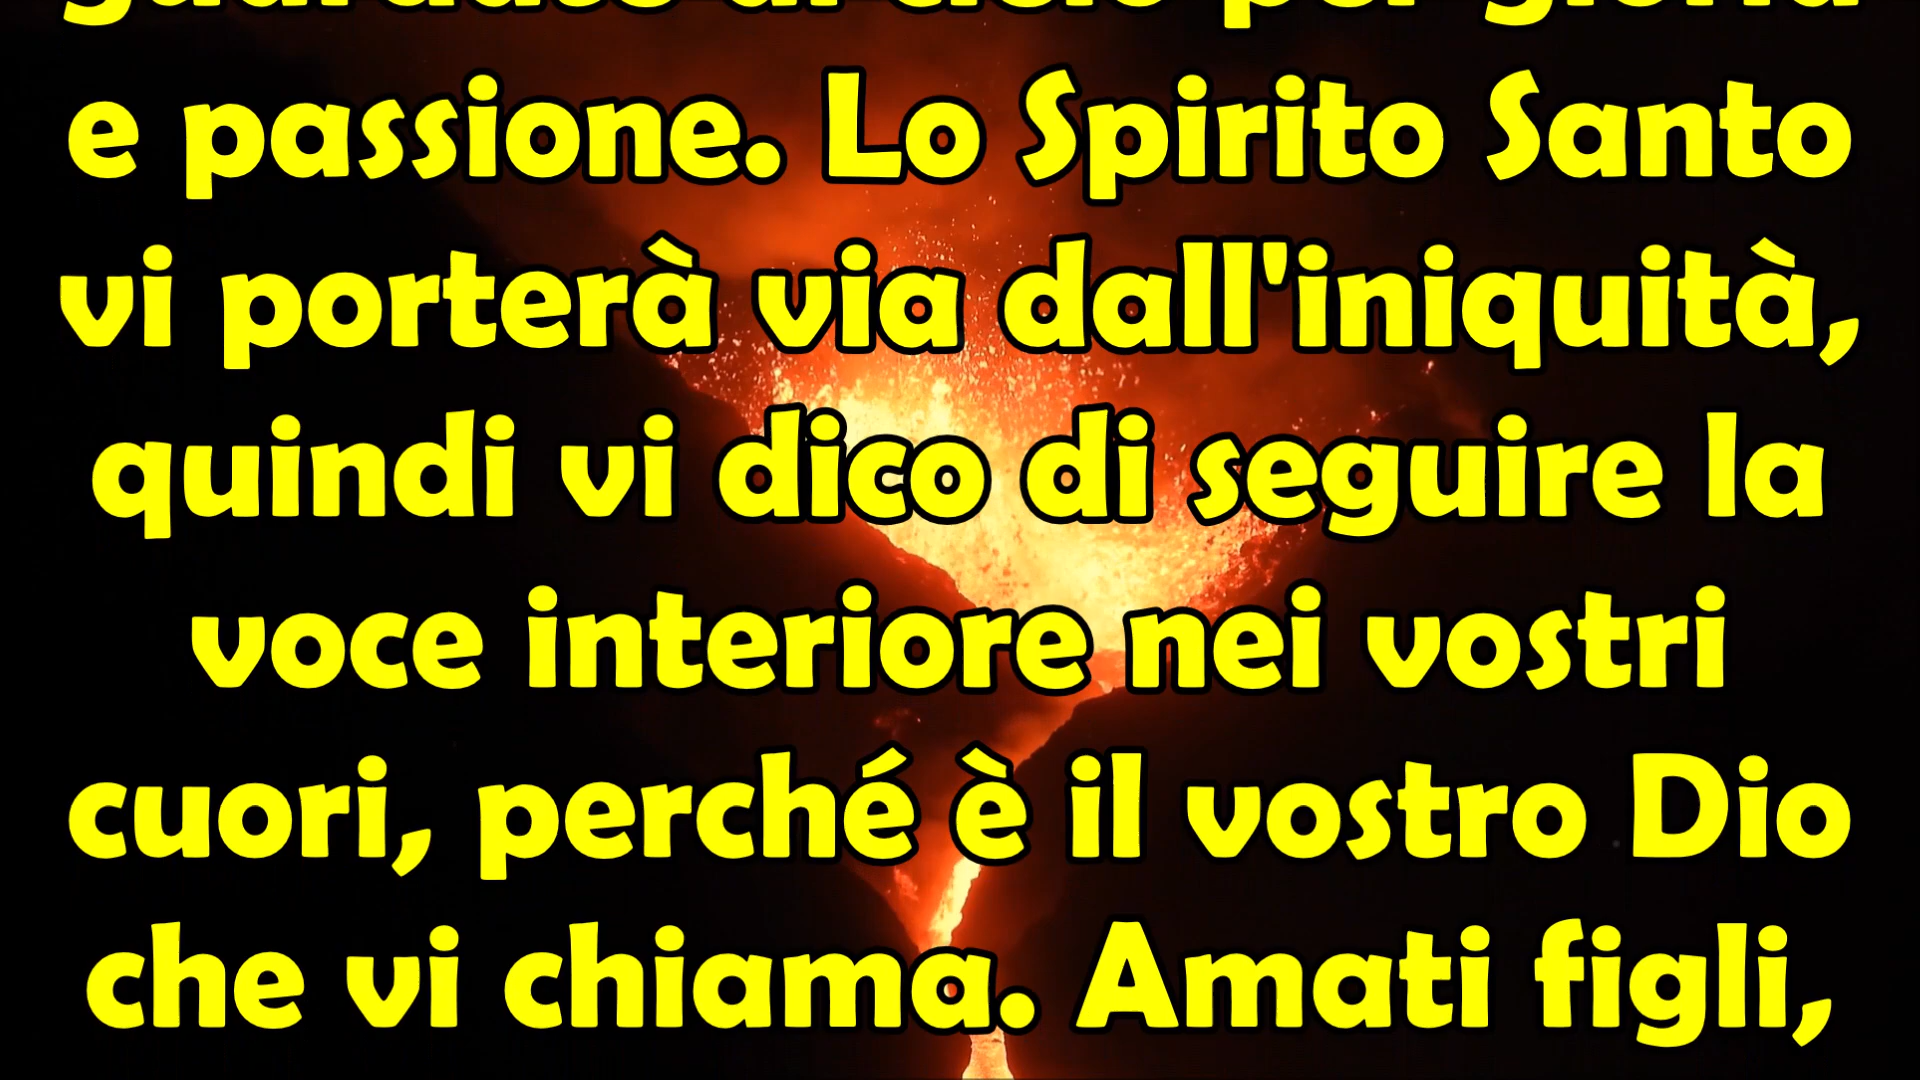 e passione. Lo Spirito Santo
vi porterà via dall'iniquità,
quindi vi dico di seguire la
voce interiore nei vostri
cuori, perché è il vostro Dio
che vi chiama. Amati figli,